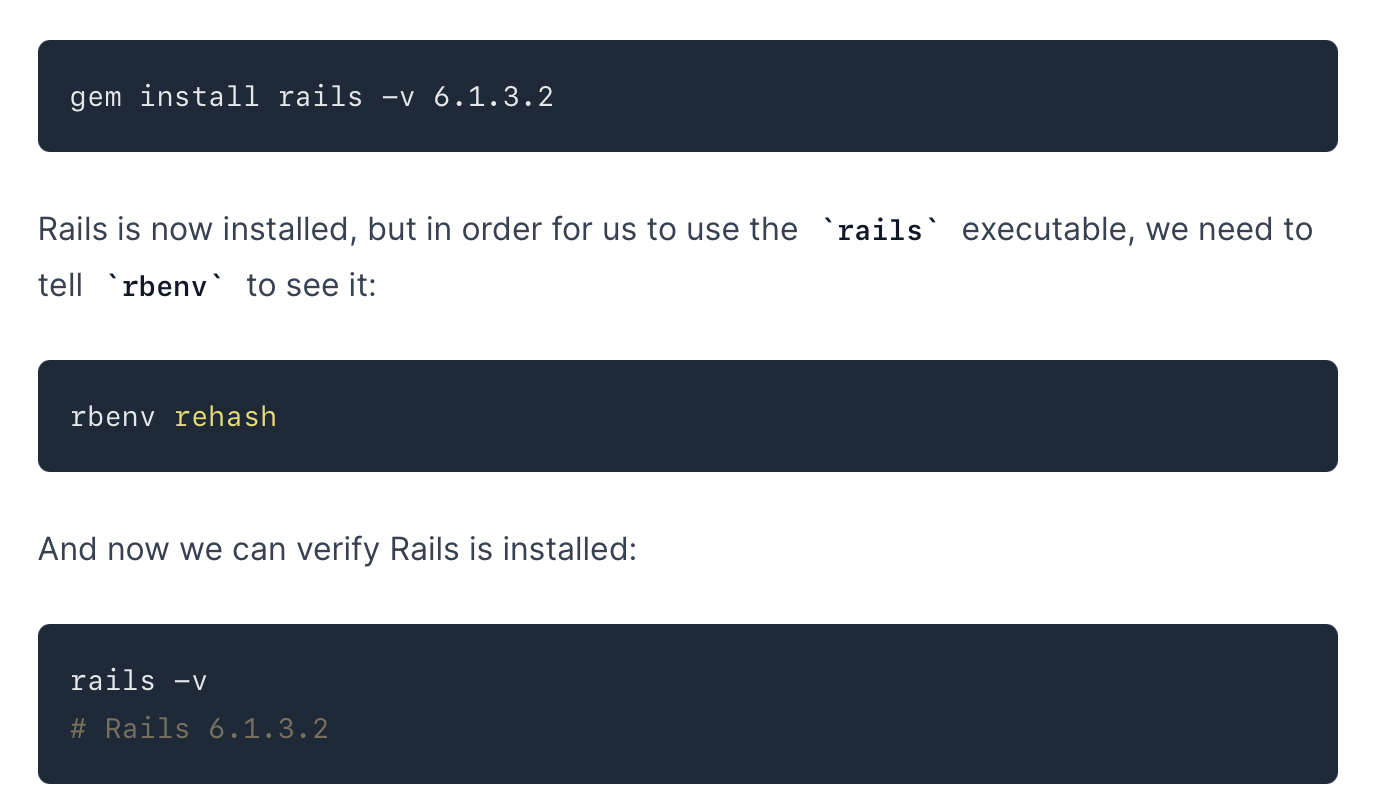 gem install rails -v 6.1.3.2
Rails is now installed, but in order for us to use the `rails` executable, we need to
tell `rbenv` to see it:
rbenv rehash
And now we can verify Rails is installed:
rails -v
# Rails 6.1.3.2